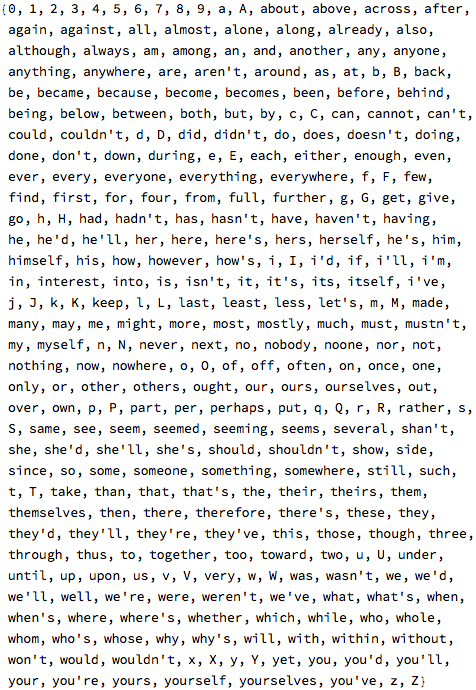 {0, 1, 2, 3, 4, 5, 6, 7, 8, 9, a, A, about, above, across, after,
again, against, all, almost, alone, along, already, also,
although, always, am, among, an, and, another, any, anyone,
anything, anywhere, are, aren't, around, as, at, b, B, back,
be, became, because, become, becomes, been, before, behind,
being, below, between, both, but, by, c, C, can, cannot, can't,
could, couldn't, d, D, did, didn't, do, does, doesn't, doing,
done, don't, down, during, e, E, each, either, enough, even,
ever, every, everyone, everything, everywhere, f, F, few,
find, first, for, four, from, full, further, g, G, get, give,
go, h, H, had, hadn't, has, hasn't, have, haven't, having,
he, he'd, he'll, her, here, here's, hers, herself, he's, him,
himself, his, how, however, how's, i, I, i'd, if, i'll, i'm,
in, interest, into, is, isn't, it, it's, its, itself, i've,
j, J, k, K, keep, l, L, last, least, less, let's, m, M, made,
many, may, me, might, more, most, mostly, much, must, mustn't,
my, myself, n, N, never, next, no, nobody, noone, nor, not,
nothing, now, nowhere, o, O, of, off, often, on, once, one,
only, or, other, others, ought, our, ours, ourselves, out,
over, own, p, P, part, per, perhaps, put, q, Q, r, R, rather, s,
S, same, see, seem, seemed, seeming, seems, several, shan't,
she, she'd, she'll, she's, should, shouldn't, show, side,
since, so, some, someone, something, somewhere, still, such,
t, T, take, than, that, that's, the, their, theirs, them,
themselves, then, there, therefore, there's, these, they,
they'd, they'll, they're, they've, this, those, though, three,
through, thus, to, together, too, toward, two, u, U, under,
until, up, upon, us, v, V, very, w, W, was, wasn't, we, we'd,
we'll, well, we're, were, weren't, we've, what, what's, when,
when's, where, where's, whether, which, while, who, whole,
whom, who's, whose, why, why's, will, with, within, without,
won't, would, wouldn't, x, X, y, Y, yet, you, you'd, you'll,
your, you're, yours, yourself, yourselves, you've, z, Z}